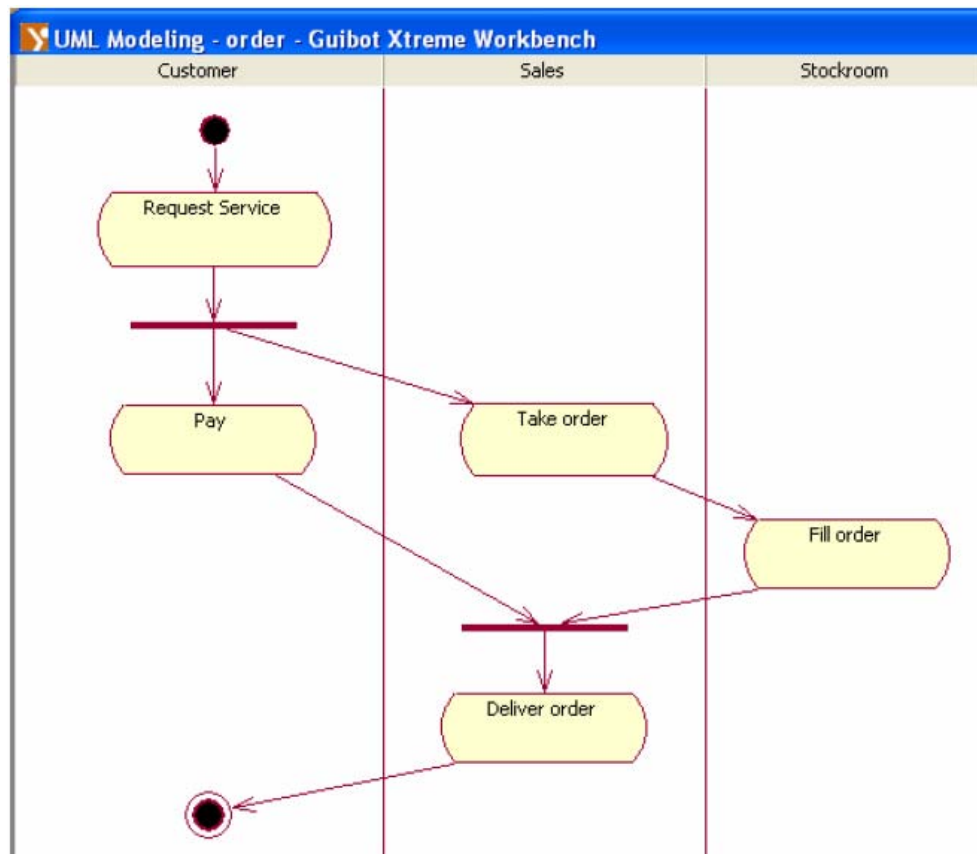 UML Modeling - order - Guibot Xtreme Workbench
Customer Sales Stockroom
Request Service
Pay Take order
Fill order
Deliver order